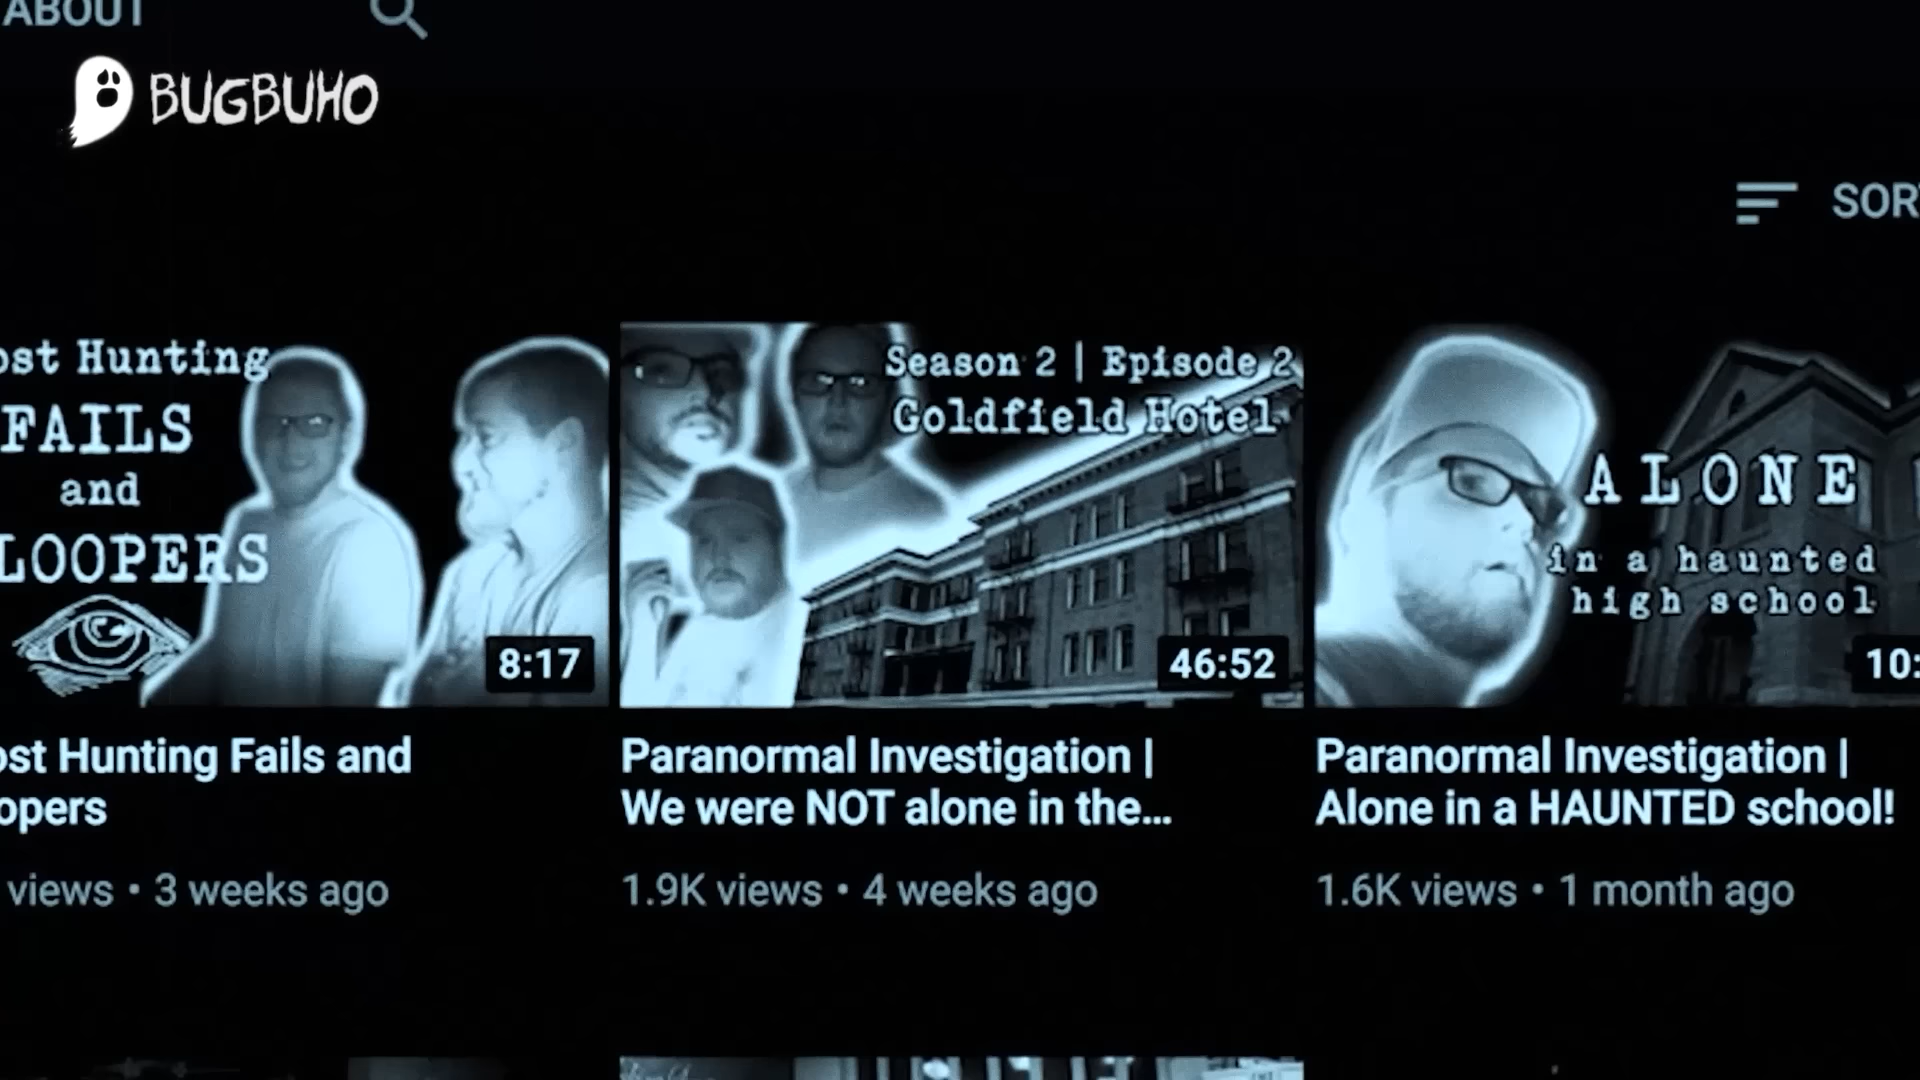 ABOUT
BUGBUHO
ost Hunting
FAILS
and
LOOPERS
8:17
Season 2 | Episode 2
Goldfield Hotel
46:52
ALONE
in a haunted
high school
10:
ost Hunting Fails and
opers
views • 3 weeks ago
Paranormal Investigation |
We were NOT alone in the...
1.9K views • 4 weeks ago
Paranormal Investigation |
Alone in a HAUNTED school!
1.6K views • 1 month ago
SORT